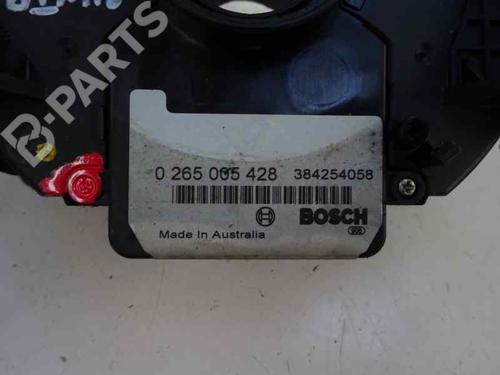 B-PARTS
0 265 005 428 384254058
BOSCH
Made In Australia